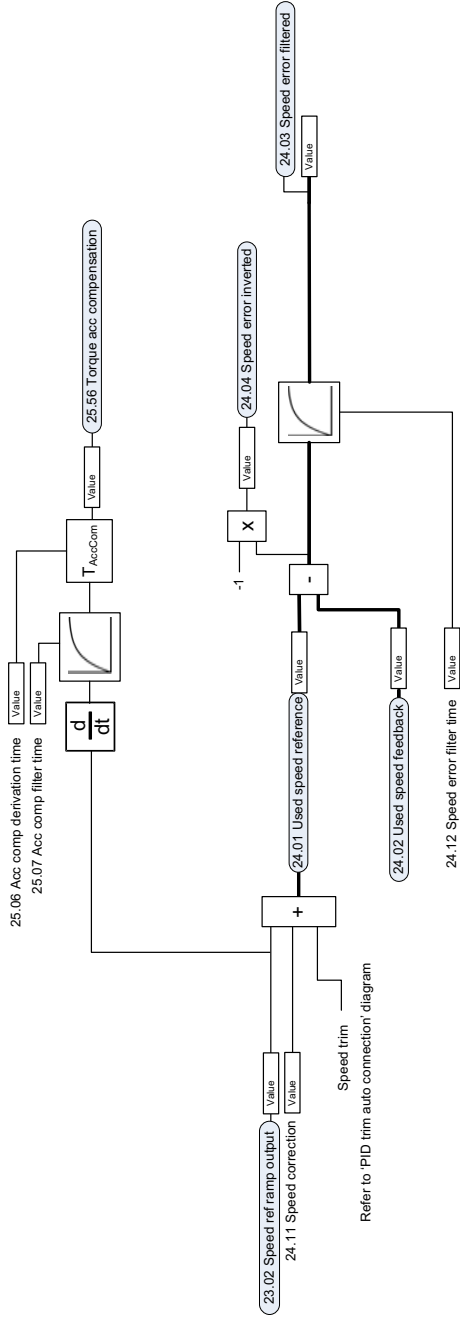 25.06 Acc comp derivation time
Value
25.07 Acc comp filter time
Value
d
dt
TAccCom
Value
25.56 Torque acc compensation
23.02 Speed ref ramp output
Value
24.11 Speed correction
Value
Speed trim
Refer to 'PID trim auto connection' diagram
+
24.01 Used speed reference
Value
-1
X
Value
24.04 Speed error inverted
-
24.02 Used speed feedback
Value
24.12 Speed error filter time
Value
24.03 Speed error filtered
Value